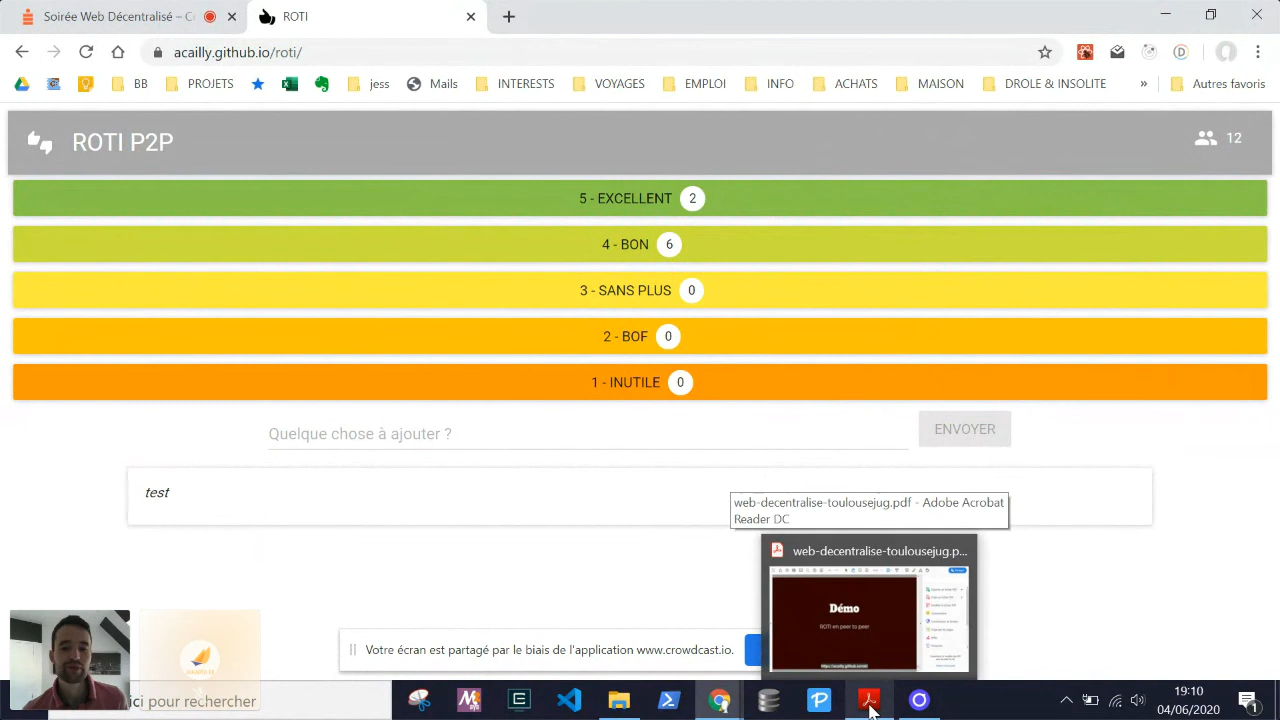 Soirée Web Décentralisé – C
ROTI
acailly.github.io/roti/
BB
PROJETS
jess
Mails
INTERESTS
VOYAGES
EMPLOI
INFO
ACHATS
MAISON
DROLE & INSOLITE
»
Autres favoris
ROTI P2P
12
5 - EXCELLENT 2
4 - BON 6
3 - SANS PLUS 0
2 - BOF 0
1 - INUTILE 0
Quelque chose à ajouter ?
ENVOYER
test
web-decentralise-toulousejug.pdf - Adobe Acrobat
Reader DC
web-decentralise-toulousejug.p...
Démo
ROTI en peer to peer
Votre écran est partagé par le biais de l'application www.crowdcast.io.
ici pour rechercher
19:10
04/06/2020
1